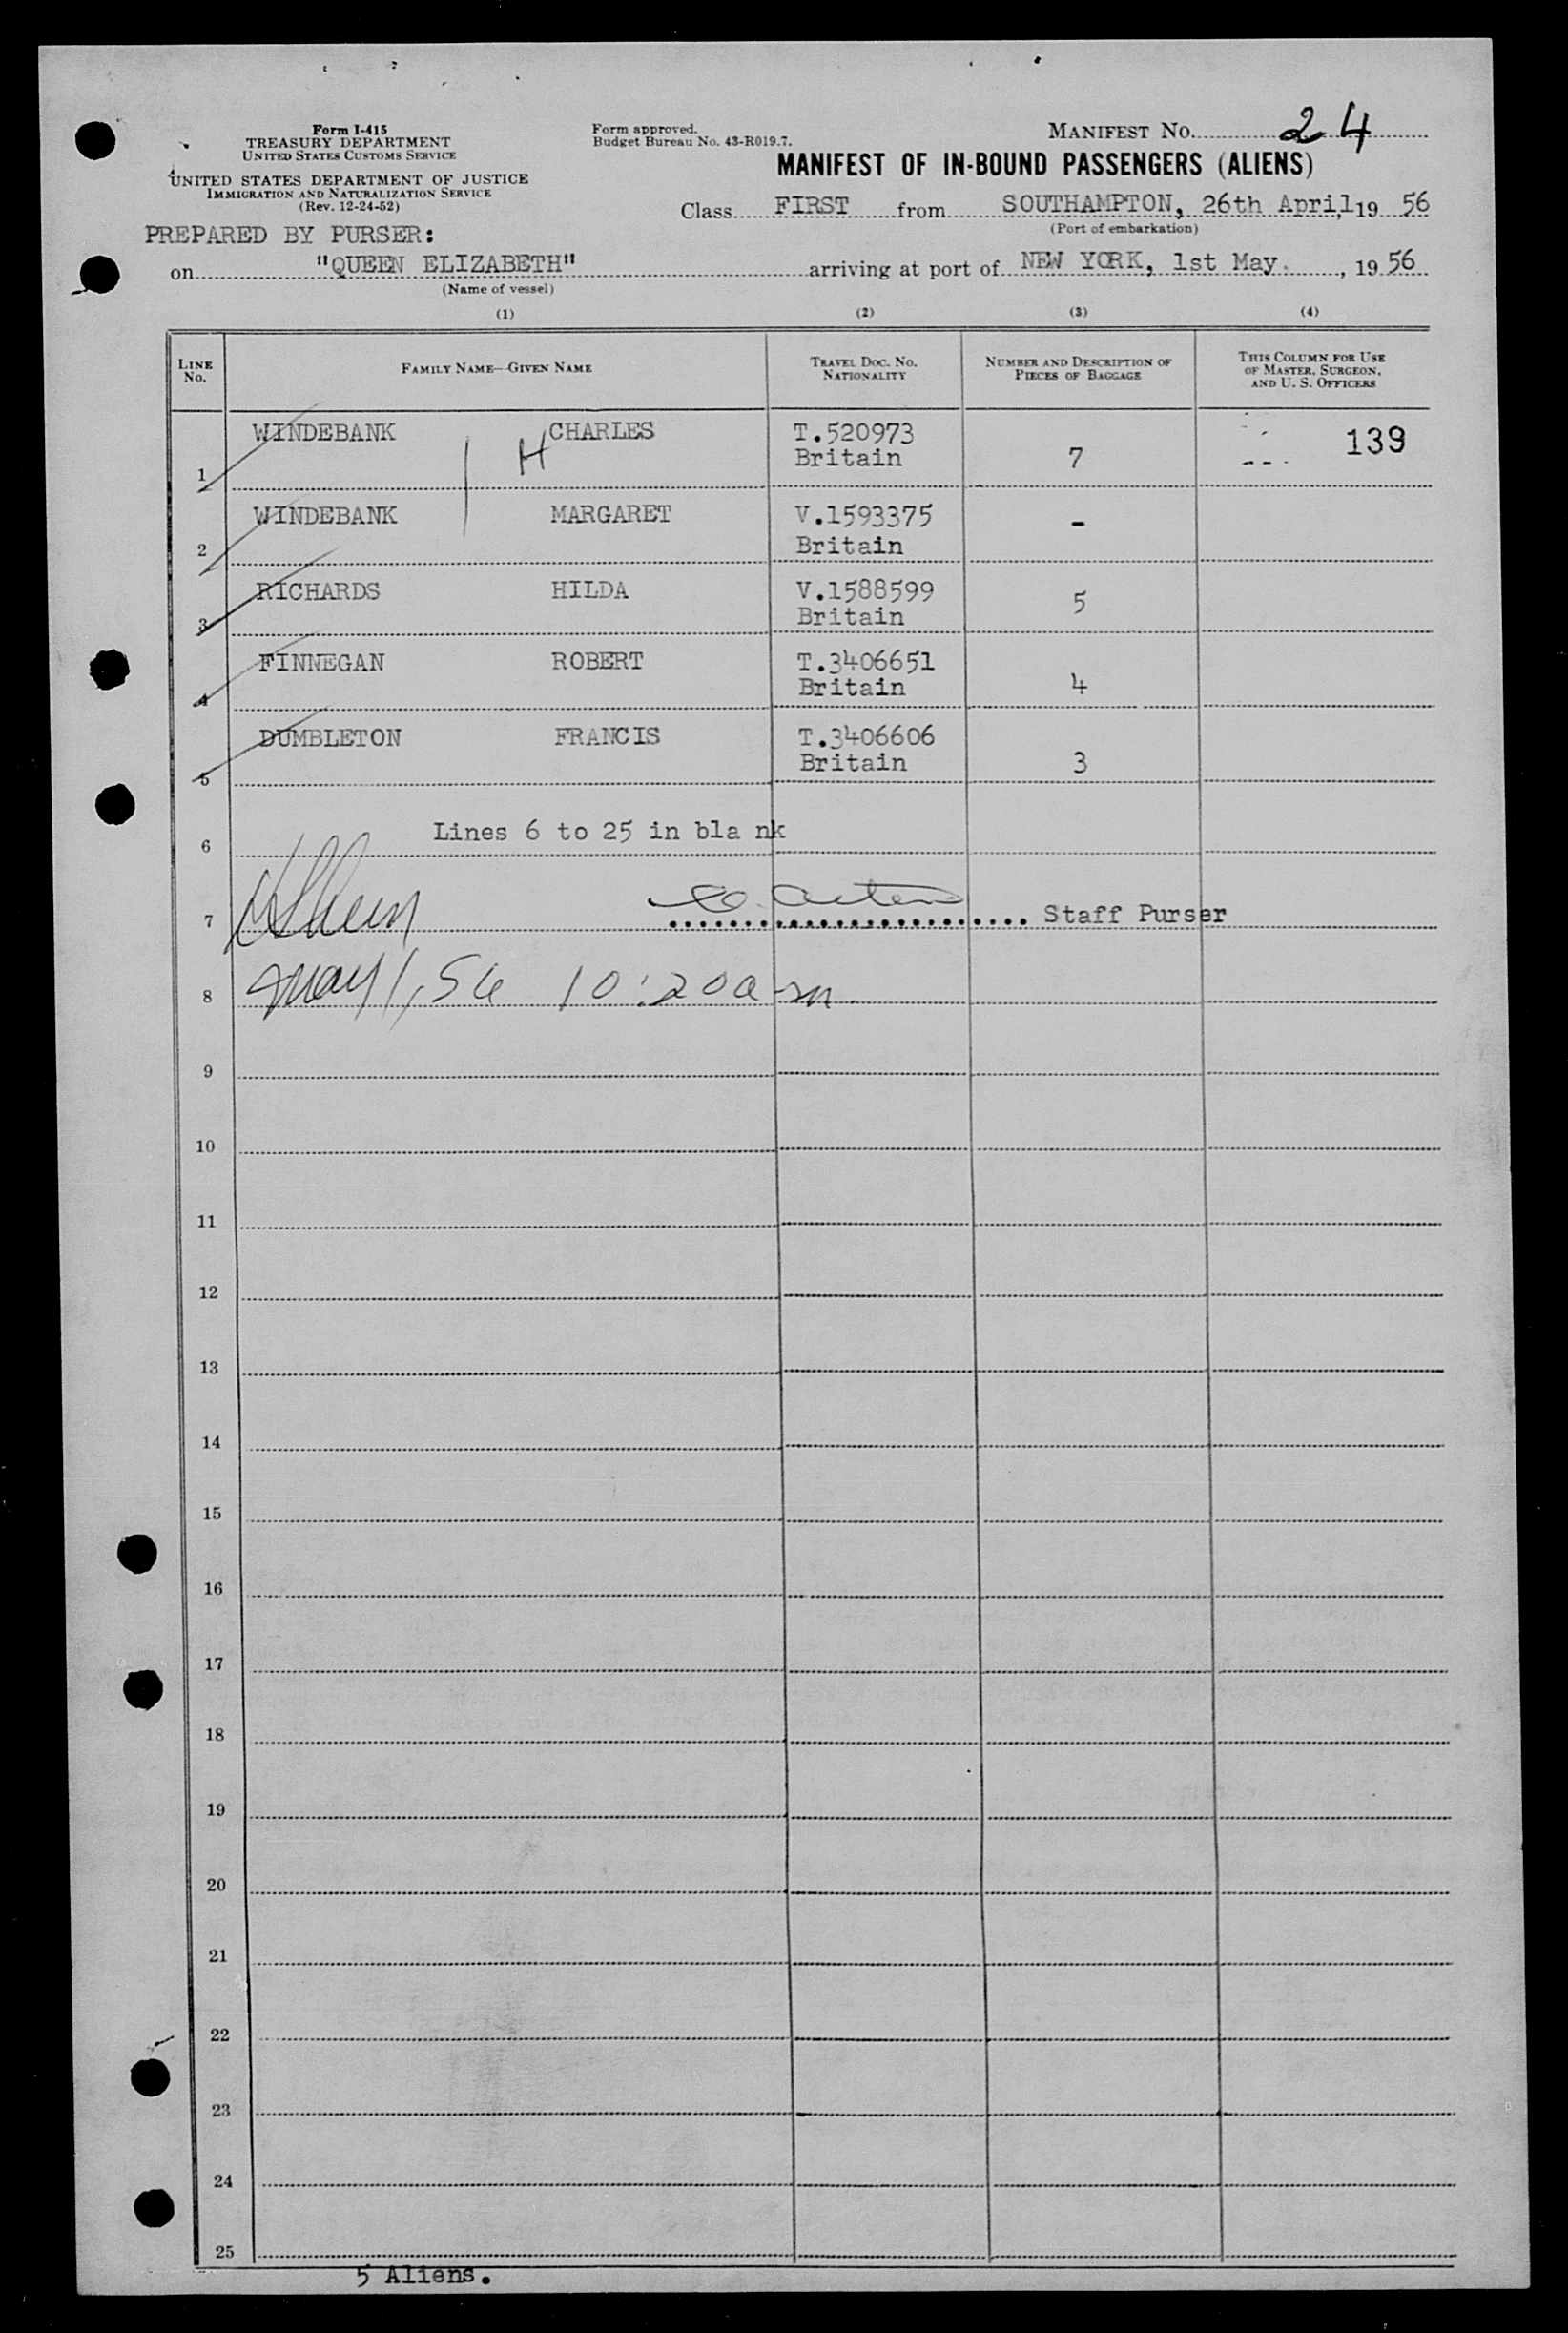 Form I-415
TREASURY DEPARTMENT
UNITED STATES CUSTOMS SERVICE
UNITED STATES DEPARTMENT OF JUSTICE
IMMIGRATION AND NATURALIZATION SERVICE
(Rev. 12-24-52)
Form approved.
Budget Bureau No. 43-R019.7.
MANIFEST NO. 24
MANIFEST OF IN-BOUND PASSENGERS (ALIENS)
Class FIRST from SOUTHAMPTON, 26th April, 19 56
(Port of embarkation)
PREPARED BY PURSER:
on "QUEEN ELIZABETH" arriving at port of NEW YORK, 1st May. , 19 56
(Name of vessel)
(1) (2) (3) (4)
LINE No. FAMILY NAME—GIVEN NAME TRAVEL DOC. NO. NATIONALITY NUMBER AND DESCRIPTION OF PIECES OF BAGGAGE THIS COLUMN FOR USE OF MASTER, SURGEON, AND U. S. OFFICERS
1 WINDEBANK H CHARLES T.520973 Britain 7 139
2 WINDEBANK MARGARET V.1593375 Britain -
3 RICHARDS HILDA V.1588599 Britain 5
4 FINNEGAN ROBERT T.3406651 Britain 4
5 DUMBLETON FRANCIS T.3406606 Britain 3
6 Lines 6 to 25 in bla nk
7 Staff Purser
8 May 1, 56 10:20 am
9
10
11
12
13
14
15
16
17
18
19
20
21
22
23
24
25
5 Aliens.